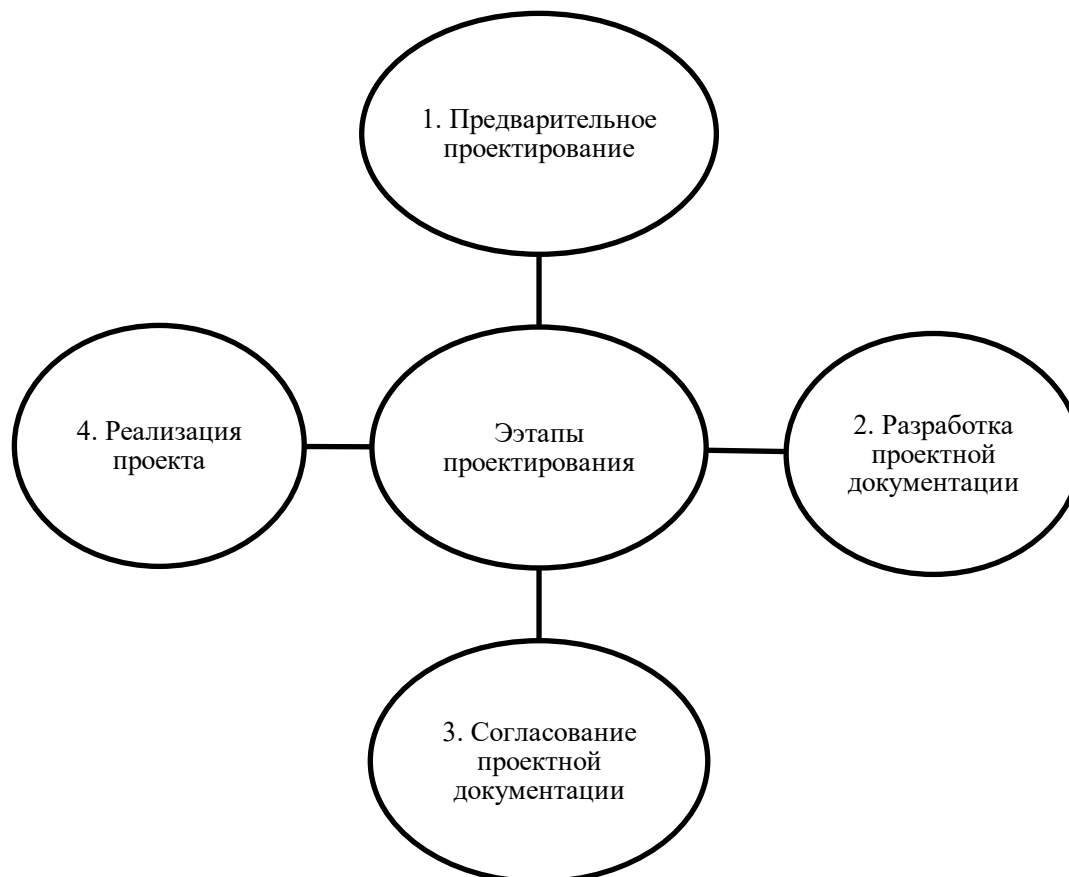 1. Предварительное
проектирование
4. Реализация
проекта
Ээтапы
проектирования
2. Разработка
проектной
документации
3. Согласование
проектной
документации